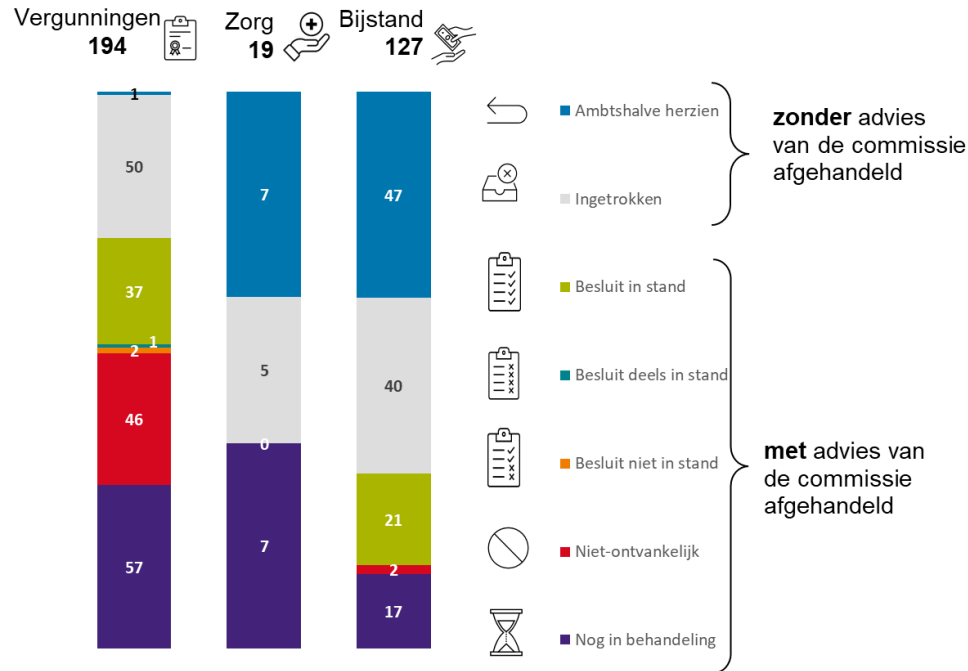 Vergunningen
194
Zorg
19
Bijstand
127
1
50
37
1
2
46
57
7
5
0
7
47
40
21
2
17
Ambtshalve herzien
Ingetrokken
Besluit in stand
Besluit deels in stand
Besluit niet in stand
Niet-ontvankelijk
Nog in behandeling
zonder advies
van de commissie
afgehandeld
met advies van
de commissie
afgehandeld